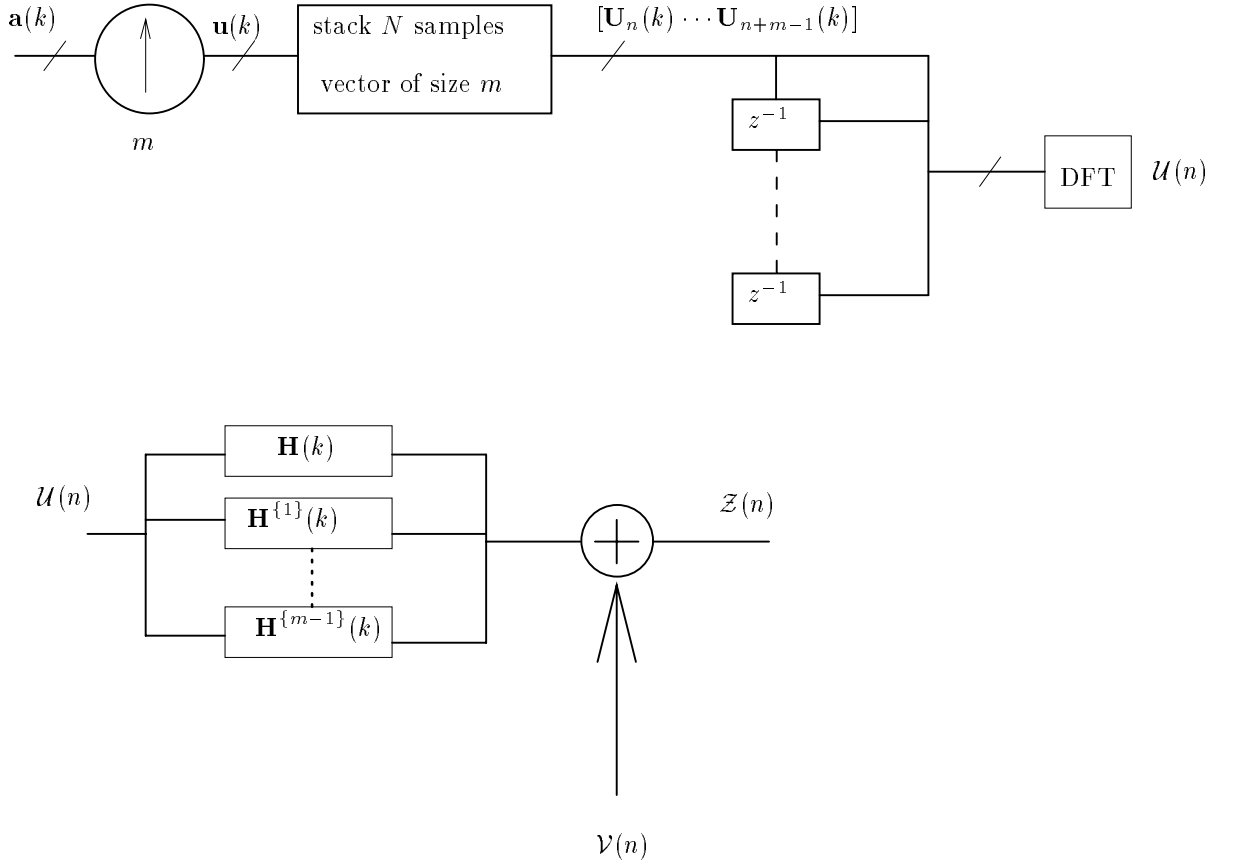 a(k)
u(k)
m
stack N samples
vector of size m
[U_n(k) ··· U_{n+m−1}(k)]
z^{−1}
z^{−1}
DFT
𝒰(n)
𝒰(n)
H(k)
H^{{1}}(k)
H^{{m−1}}(k)
𝒵(n)
𝒱(n)